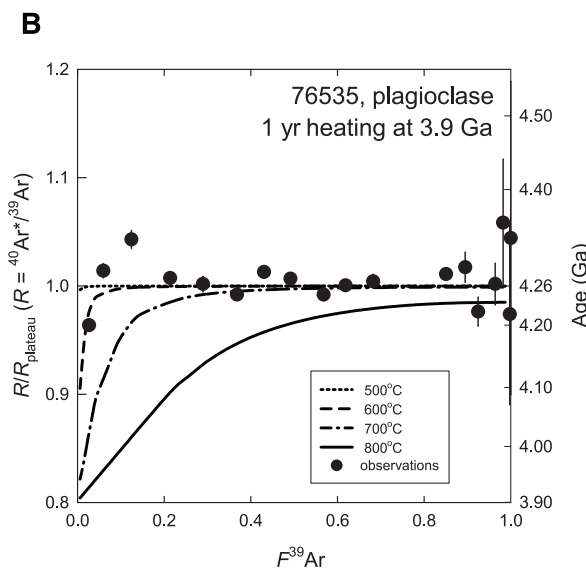 B
76535, plagioclase
1 yr heating at 3.9 Ga
R/R_plateau (R = ⁴⁰Ar*/³⁹Ar)
1.2
1.1
1.0
0.9
0.8
4.50
4.40
4.26
4.20
4.10
4.00
3.90
Age (Ga)
500°C
600°C
700°C
800°C
observations
0.0 0.2 0.4 0.6 0.8 1.0
F³⁹Ar